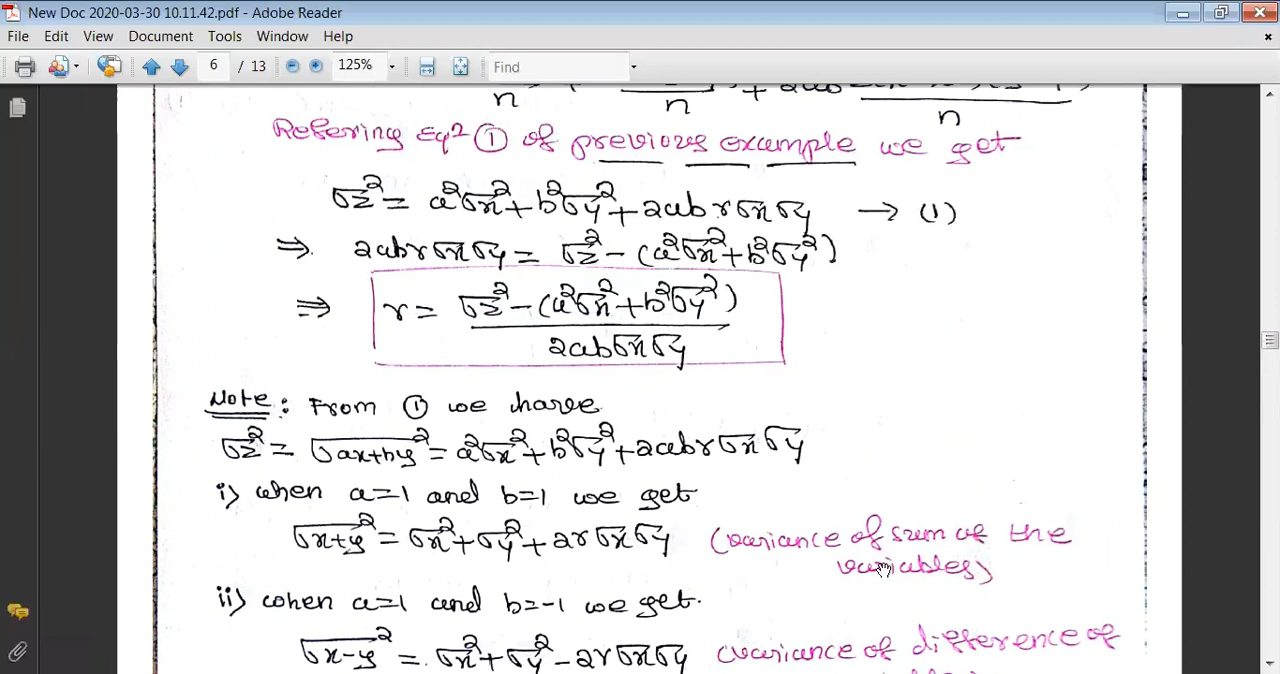 New Doc 2020-03-30 10.11.42.pdf - Adobe Reader
File Edit View Document Tools Window Help
6 / 13 125% Find
n n n
Refering Eqn ① of previous example we get
σz² = a²σx² + b²σy² + 2abrσxσy → (1)
⇒ 2abrσxσy = σz² - (a²σx² + b²σy²)
⇒ r = σz² - (a²σx² + b²σy²)
2abσxσy
Note: From ① we have
σz² = σax+by² = a²σx² + b²σy² + 2abrσxσy
i) when a=1 and b=1 we get
σx+y² = σx² + σy² + 2rσxσy (variance of sum of the
variables)
ii) when a=1 and b=-1 we get.
σx-y² = σx² + σy² - 2rσxσy (variance of difference of